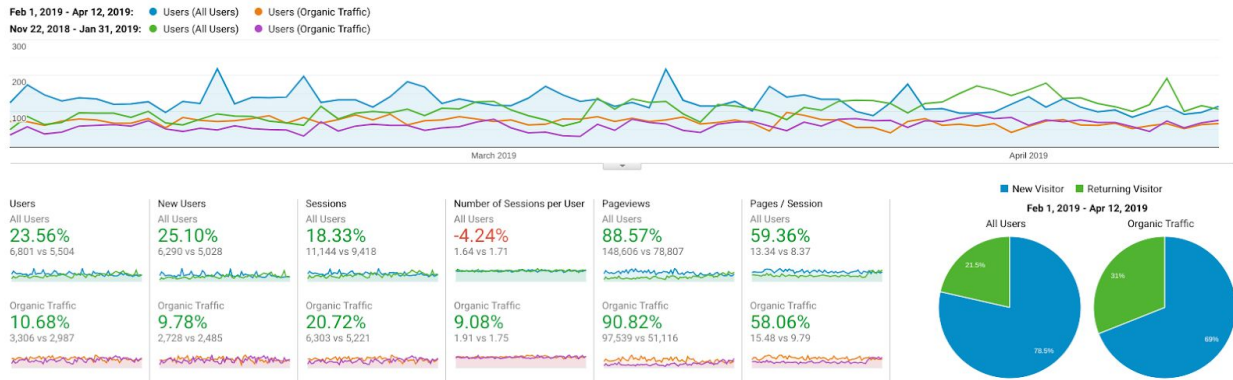 Feb 1, 2019 - Apr 12, 2019: Users (All Users) Users (Organic Traffic)
Nov 22, 2018 - Jan 31, 2019: Users (All Users) Users (Organic Traffic)
300
200
100
March 2019 April 2019
New Visitor Returning Visitor
Feb 1, 2019 - Apr 12, 2019
Users New Users Sessions Number of Sessions per User Pageviews Pages / Session
All Users All Users All Users All Users All Users All Users
23.56% 25.10% 18.33% -4.24% 88.57% 59.36%
6,801 vs 5,504 6,290 vs 5,028 11,144 vs 9,418 1.64 vs 1.71 148,606 vs 78,807 13.34 vs 8.37
Organic Traffic Organic Traffic Organic Traffic Organic Traffic Organic Traffic Organic Traffic
10.68% 9.78% 20.72% 9.08% 90.82% 58.06%
3,306 vs 2,987 2,728 vs 2,485 6,303 vs 5,221 1.91 vs 1.75 97,539 vs 51,116 15.48 vs 9.79
All Users Organic Traffic
21.5% 31%
78.5% 69%